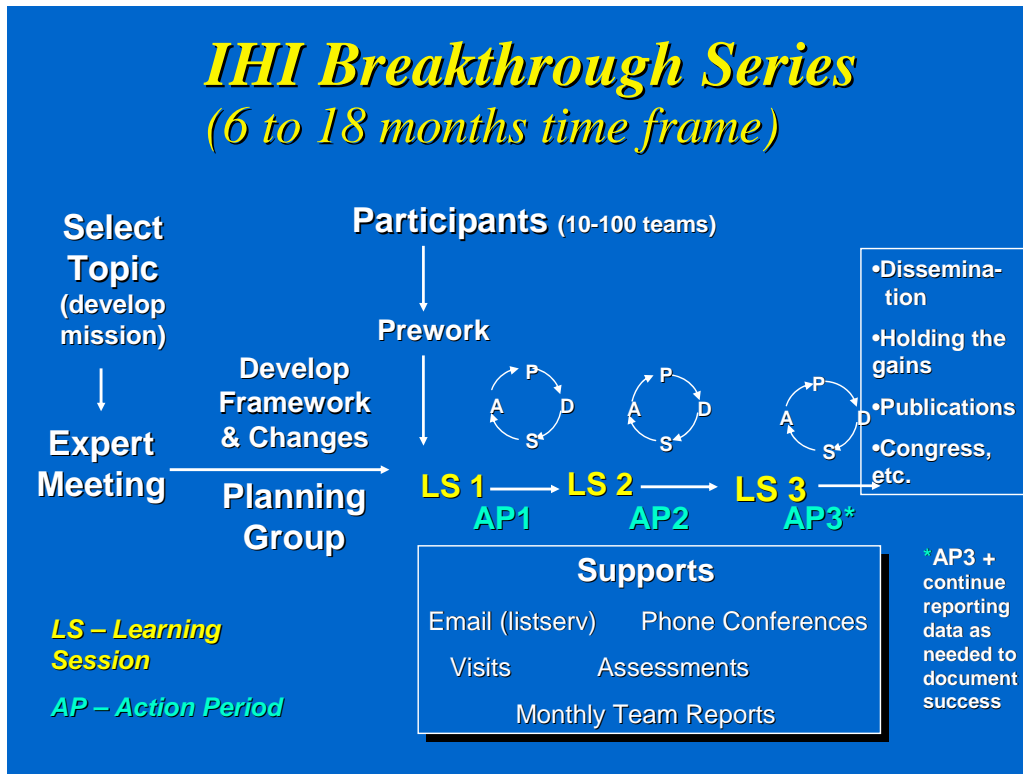 IHI Breakthrough Series
(6 to 18 months time frame)
Select
Topic
(develop
mission)
Expert
Meeting
Develop
Framework
& Changes
Planning
Group
Participants (10-100 teams)
Prework
P
A
D
S
P
A
D
S
P
A
D
S
LS 1
LS 2
LS 3
AP1
AP2
AP3*
•Dissemina-
tion
•Holding the
gains
•Publications
•Congress,
etc.
Supports
Email (listserv)
Phone Conferences
Visits
Assessments
Monthly Team Reports
*AP3 +
continue
reporting
data as
needed to
document
success
LS – Learning
Session
AP – Action Period